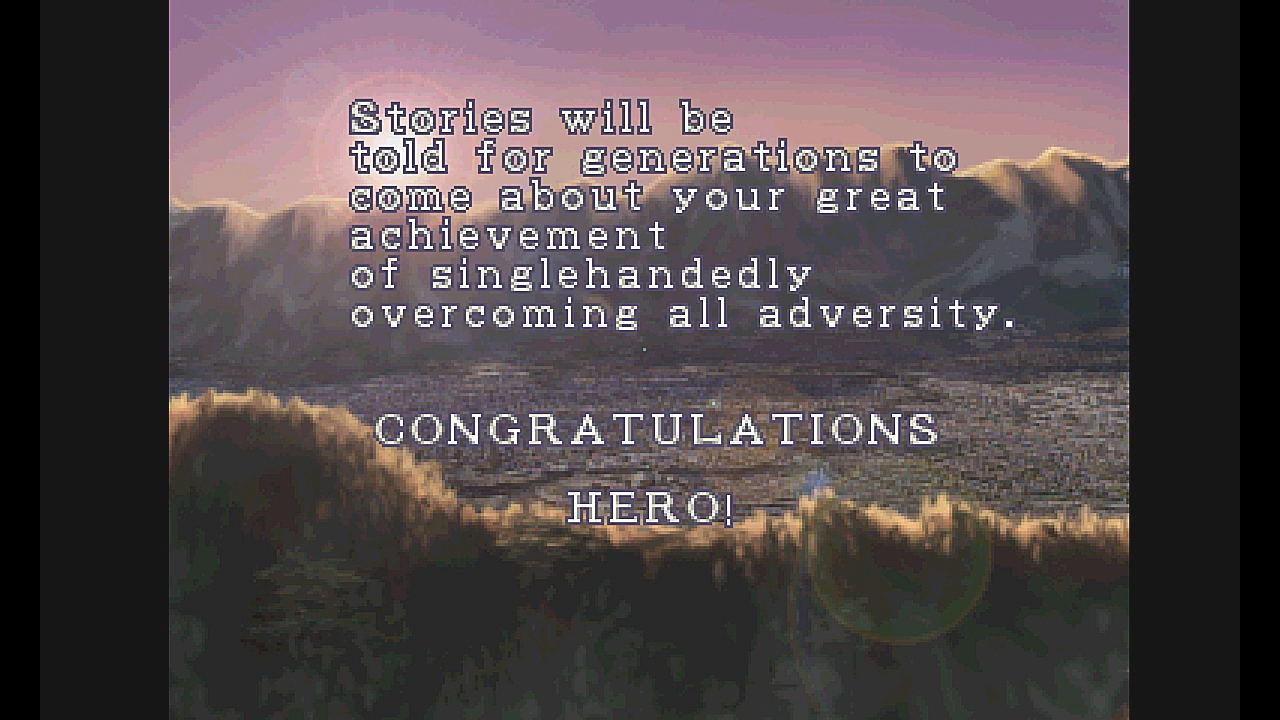 Stories will be
told for generations to
come about your great
achievement
of singlehandedly
overcoming all adversity.
CONGRATULATIONS
HERO!